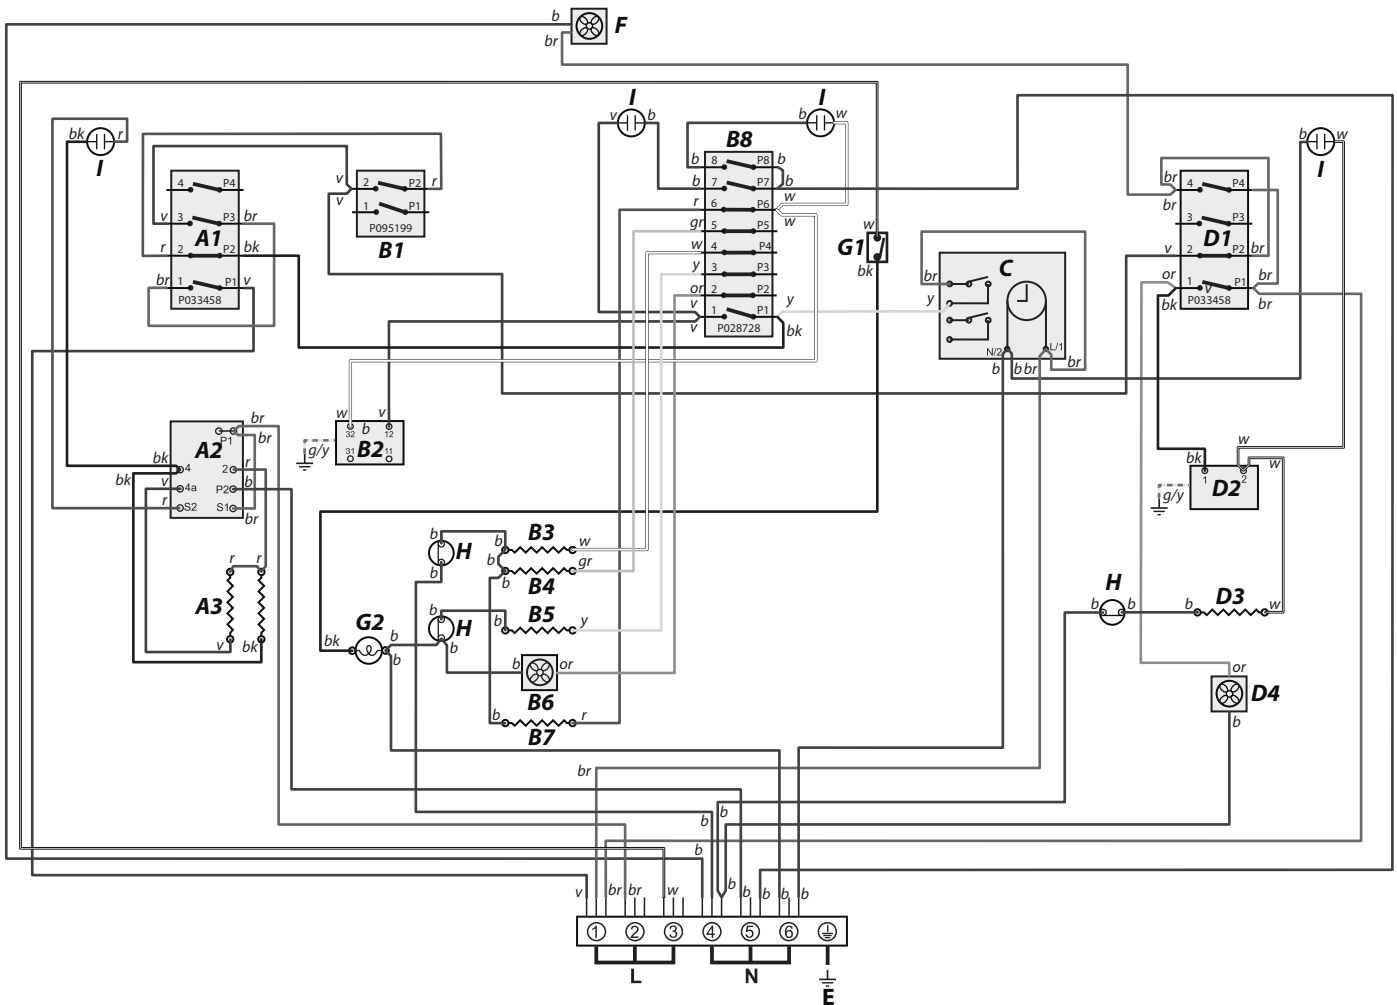 b
F
br
I
I
I
v b
b w
bk r
I
B8
b w
I
b 8 P8 b
b 7 P7 b
r 6 P6 w
w
gr 5 P5
w 4 P4
y 3 P3
or 2 P2 y
v 1 P1
v P028728 bk
4 P4
v 3 P3 br
A1
r 2 P2 bk
br 1 P1 v
P033458
v 2 P2 r
v
1 P1
P095199
B1
w
G1
bk
C
br
y
N/2 L/1
b b br br
br 4 P4
br
3 P3
D1
v 2 P2 br
or 1 v P1 br
bk P033458 br
w b v
32 12
B2
31 11
g/y
br
P1 br
A2
bk 4 2 r
bk
v 4a P2 b
r S2 S1 br
w
bk w
1 2
D2
g/y
r r
A3
v bk
b b B3 w
H
b b gr
b B4
b B5
H b y
G2
bk b b
b
b or
B6
b r
B7
H
b b b D3 w
or
D4
b
br
b b
b
v br br w b b b b b
1 2 3 4 5 6
L N
E